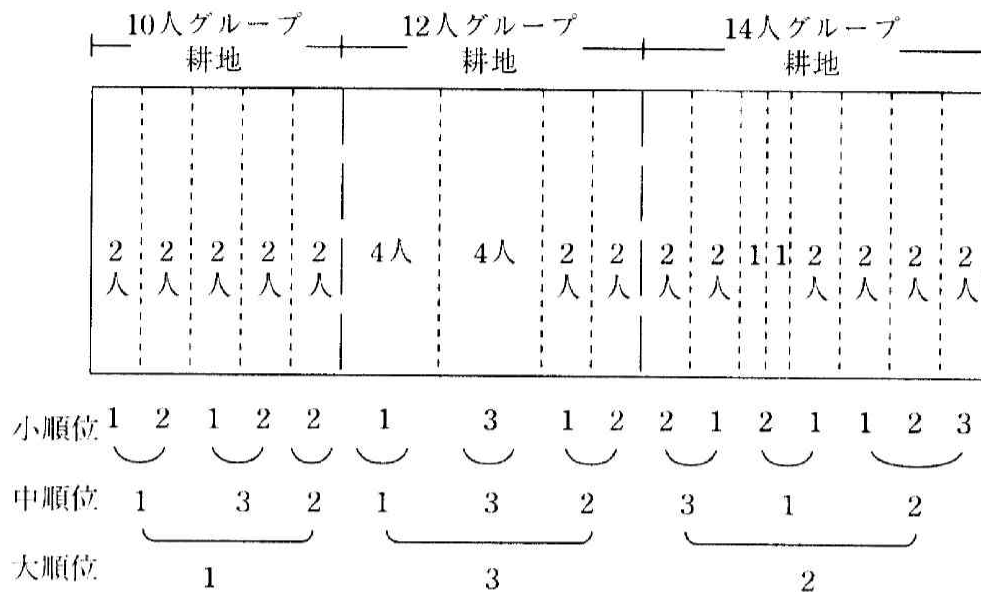 10人グループ 12人グループ 14人グループ
耕地 耕地 耕地
2人 2人 2人 2人 2人 4人 4人 2人 2人 2人 2人 1 1 2人 2人 2人 2人
小順位 1 2 1 2 2 1 3 1 2 2 1 2 1 1 2 3
中順位 1 3 2 1 3 2 3 1 2
大順位 1 3 2